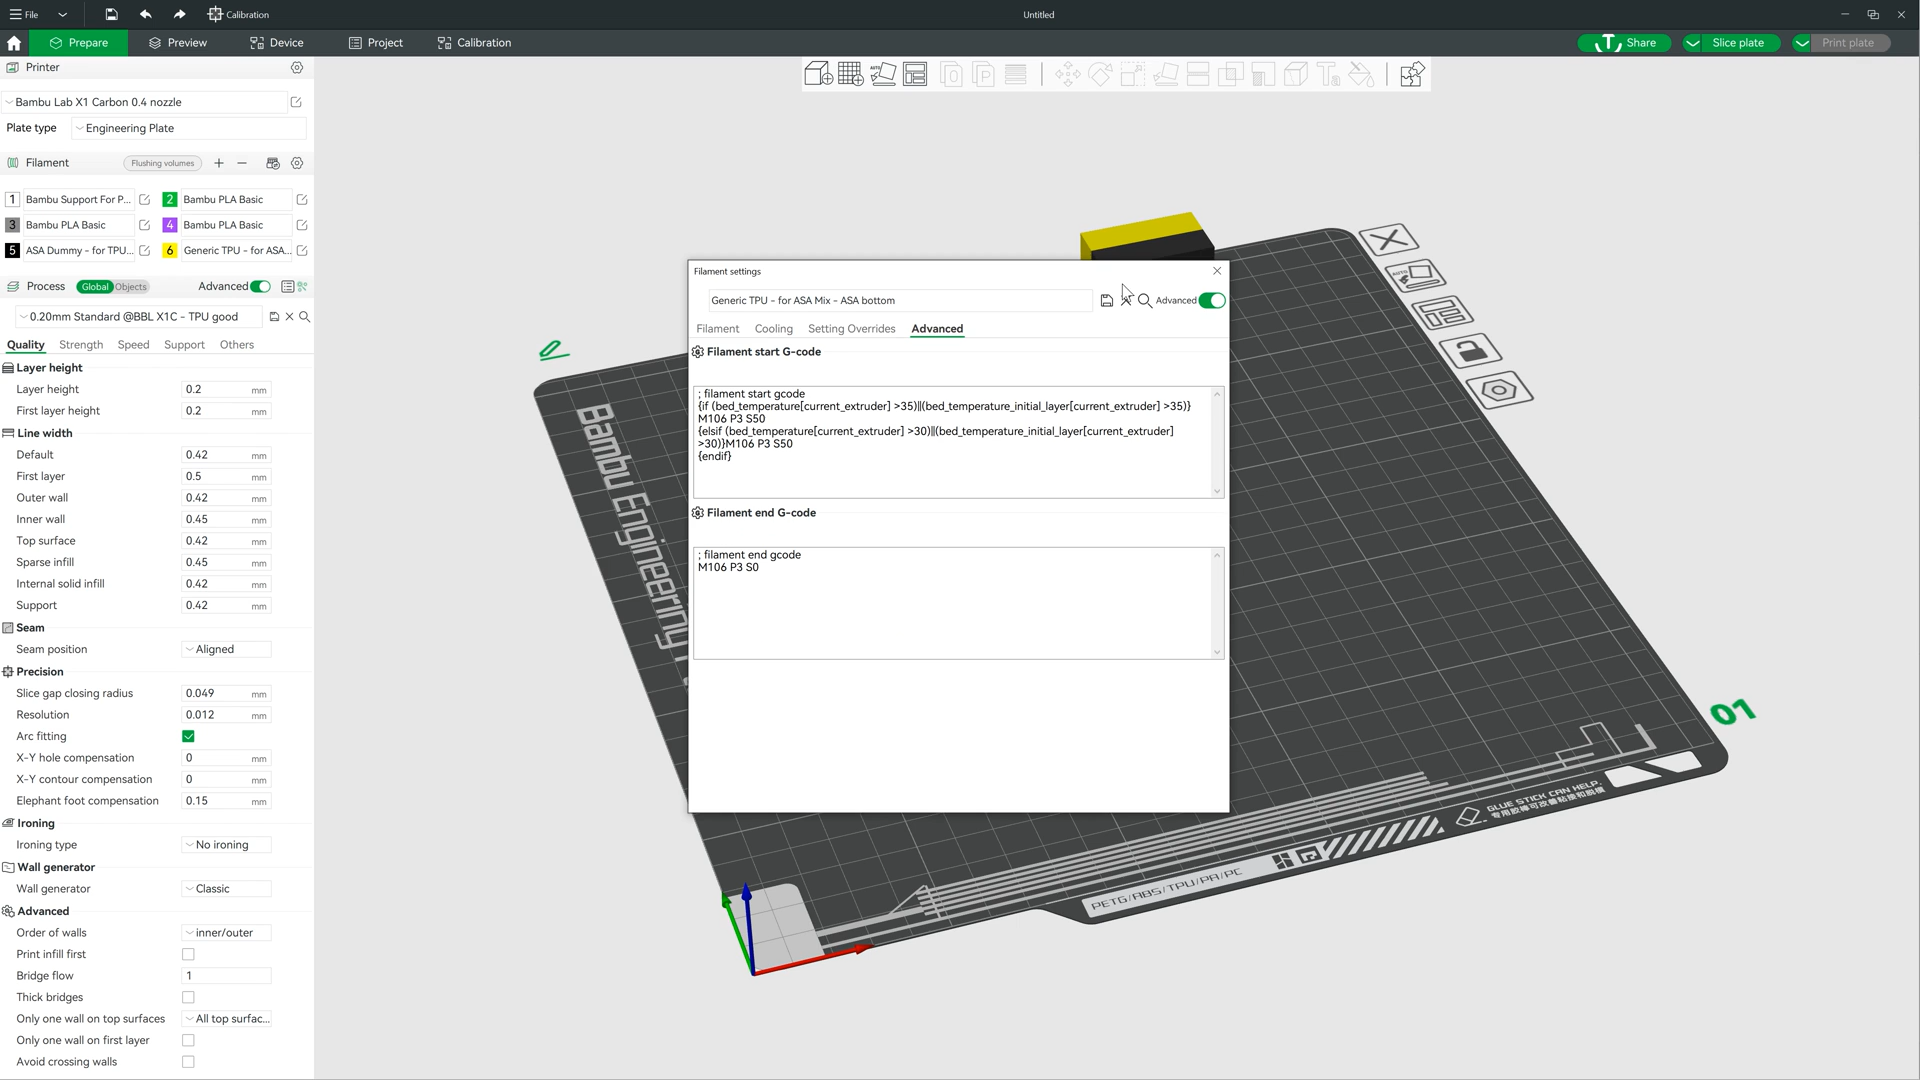 File
Calibration
Untitled
Prepare
Preview
Device
Project
Calibration
Share
Slice plate
Print plate
Printer
Bambu Lab X1 Carbon 0.4 nozzle
Plate type
Engineering Plate
Filament
Flushing volumes
1 Bambu Support For P...
2 Bambu PLA Basic
3 Bambu PLA Basic
4 Bambu PLA Basic
5 ASA Dummy - for TPU...
6 Generic TPU - for ASA...
Process
Global
Objects
Advanced
0.20mm Standard @BBL X1C - TPU good
Quality
Strength
Speed
Support
Others
Layer height
Layer height 0.2 mm
First layer height 0.2 mm
Line width
Default 0.42 mm
First layer 0.5 mm
Outer wall 0.42 mm
Inner wall 0.45 mm
Top surface 0.42 mm
Sparse infill 0.45 mm
Internal solid infill 0.42 mm
Support 0.42 mm
Seam
Seam position Aligned
Precision
Slice gap closing radius 0.049 mm
Resolution 0.012 mm
Arc fitting
X-Y hole compensation 0 mm
X-Y contour compensation 0 mm
Elephant foot compensation 0.15 mm
Ironing
Ironing type No ironing
Wall generator
Wall generator Classic
Advanced
Order of walls inner/outer
Print infill first
Bridge flow 1
Thick bridges
Only one wall on top surfaces All top surfac...
Only one wall on first layer
Avoid crossing walls
Filament settings
Generic TPU - for ASA Mix - ASA bottom
Advanced
Filament
Cooling
Setting Overrides
Advanced
Filament start G-code
; filament start gcode
{if (bed_temperature[current_extruder] >35)||(bed_temperature_initial_layer[current_extruder] >35)}
M106 P3 S50
{elsif (bed_temperature[current_extruder] >30)||(bed_temperature_initial_layer[current_extruder]
>30)}M106 P3 S50
{endif}
Filament end G-code
; filament end gcode
M106 P3 S0
AUTO
Bambu Engineering
01
GLUE STICK CAN HELP.
PETG/ABS/TPU/PA/PC